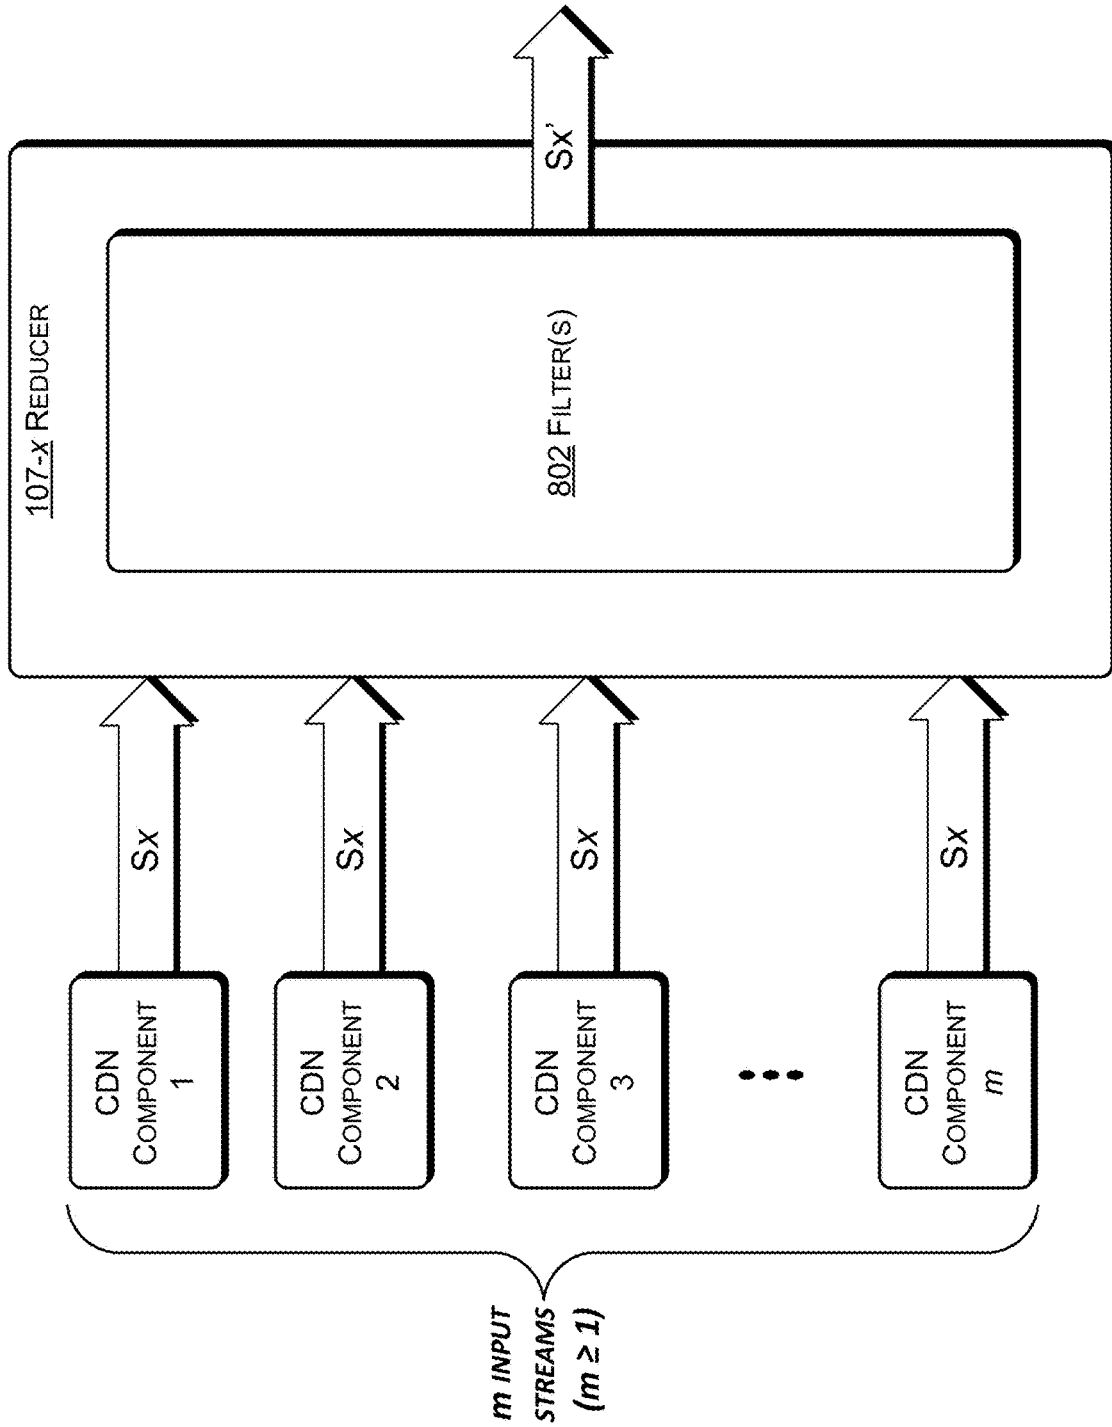 m INPUT
STREAMS
(m ≥ 1)
CDN
COMPONENT
1
CDN
COMPONENT
2
CDN
COMPONENT
3
•••
CDN
COMPONENT
m
Sx
Sx
Sx
Sx
107-x REDUCER
802 FILTER(S)
Sx'